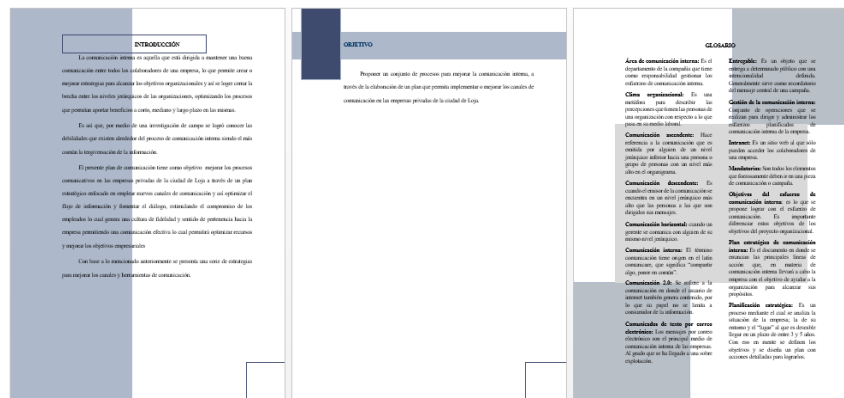 INTRODUCCIÓN
La comunicación interna es aquella que está dirigida a mantener una buena
comunicación entre todos los colaboradores de una empresa, lo que permite crear o
mejorar estrategias para alcanzar los objetivos organizacionales y así se logre cerrar la
brecha entre los niveles jerárquicos de las organizaciones, optimizando los procesos
que permitan aportar beneficios a corto, mediano y largo plazo en las mismas.
Es así que, por medio de una investigación de campo se logró conocer las
debilidades que existen alrededor del proceso de comunicación interna siendo el más
común la tergiversación de la información.
El presente plan de comunicación tiene como objetivo mejorar los procesos
comunicativos en las empresas privadas de la ciudad de Loja a través de un plan
estratégico enfocado en emplear nuevos canales de comunicación y así optimizar el
flujo de información y fomentar el diálogo, estandarizando el compromiso de los
empleados lo cual genera una cultura de fidelidad y sentido de pertenencia hacia la
empresa permitiendo una comunicación efectiva lo cual permitirá optimizar recursos
y mejorar los objetivos empresariales
Con base a lo mencionado anteriormente se presenta una serie de estrategias
para mejorar los canales y herramientas de comunicación.
OBJETIVO
Proponer un conjunto de procesos para mejorar la comunicación interna, a
través de la elaboración de un plan que permita implementar o mejorar los canales de
comunicación en las empresas privadas de la ciudad de Loja.
GLOSARIO
Área de comunicación interna: Es el
departamento de la compañía que tiene
como responsabilidad gestionar los
esfuerzos de comunicación interna.
Clima organizacional: Es una
metáfora para describir las
percepciones que tienen las personas de
una organización con respecto a lo que
pasa en su medio laboral.
Comunicación ascendente: Hace
referencia a la comunicación que es
emitida por alguien de un nivel
jerárquico inferior hacia una persona o
grupo de personas con un nivel más
alto en el organigrama.
Comunicación descendente: Es
cuando el emisor de la comunicación se
encuentra en un nivel jerárquico más
alto que las personas a las que son
dirigidos sus mensajes.
Comunicación horizontal: cuando un
gerente se comunica con alguien de su
mismo nivel jerárquico.
Comunicación interna: El término
comunicación tiene origen en el latín
comunicare, que significa "compartir
algo, poner en común".
Comunicación 2.0: Se refiere a la
comunicación en donde el usuario de
internet también genera contenido, por
lo que su papel no se limita a
consumidor de la información.
Comunicados de texto por correo
electrónico: Los mensajes por correo
electrónico son el principal medio de
comunicación interna de las empresas.
Al grado que se ha llegado a una sobre
explotación.
Entregable: Es un objeto que se
entrega a determinado público con una
intencionalidad definida.
Generalmente sirve como recordatorio
del mensaje central de una campaña.
Gestión de la comunicación interna:
Conjunto de operaciones que se
realizan para dirigir y administrar los
esfuerzos planificados de
comunicación interna de la empresa.
Intranet: Es un sitio web al que sólo
pueden acceder los colaboradores de
una empresa.
Mandatorios: Son todos los elementos
que forzosamente deben ir en una pieza
de comunicación o campaña.
Objetivos del esfuerzo de
comunicación interna: es lo que se
propone lograr con el esfuerzo de
comunicación. Es importante
diferenciar estos objetivos de los
objetivos del proyecto organizacional.
Plan estratégico de comunicación
interna: Es el documento en donde se
enuncian las principales líneas de
acción que, en materia de
comunicación interna llevará a cabo la
empresa con el objetivo de ayudar a la
organización para alcanzar sus
propósitos.
Planificación estratégica: Es un
proceso mediante el cual se analiza la
situación de la empresa; la de su
entorno y el "lugar" al que es deseable
llegar en un plazo de entre 3 y 5 años.
Con eso en mente se definen los
objetivos y se diseña un plan con
acciones detalladas para lograrlos.